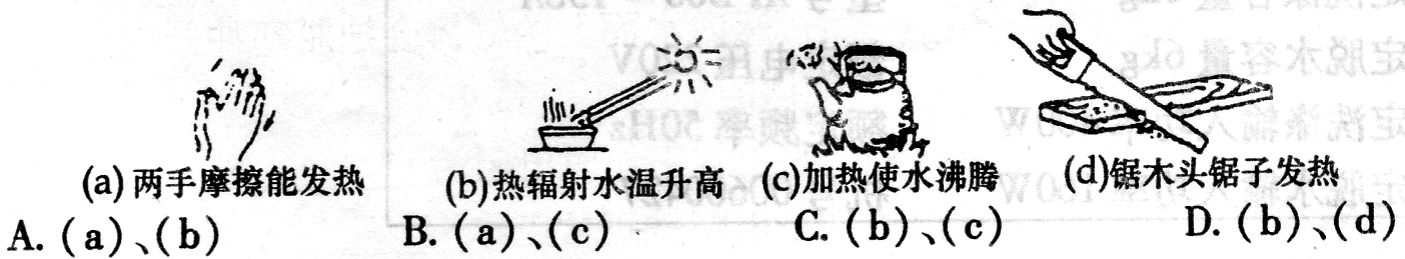 (a)两手摩擦能发热 (b)热辐射水温升高 (c)加热使水沸腾 (d)锯木头锯子发热
A. (a)、(b) B. (a)、(c) C. (b)、(c) D. (b)、(d)